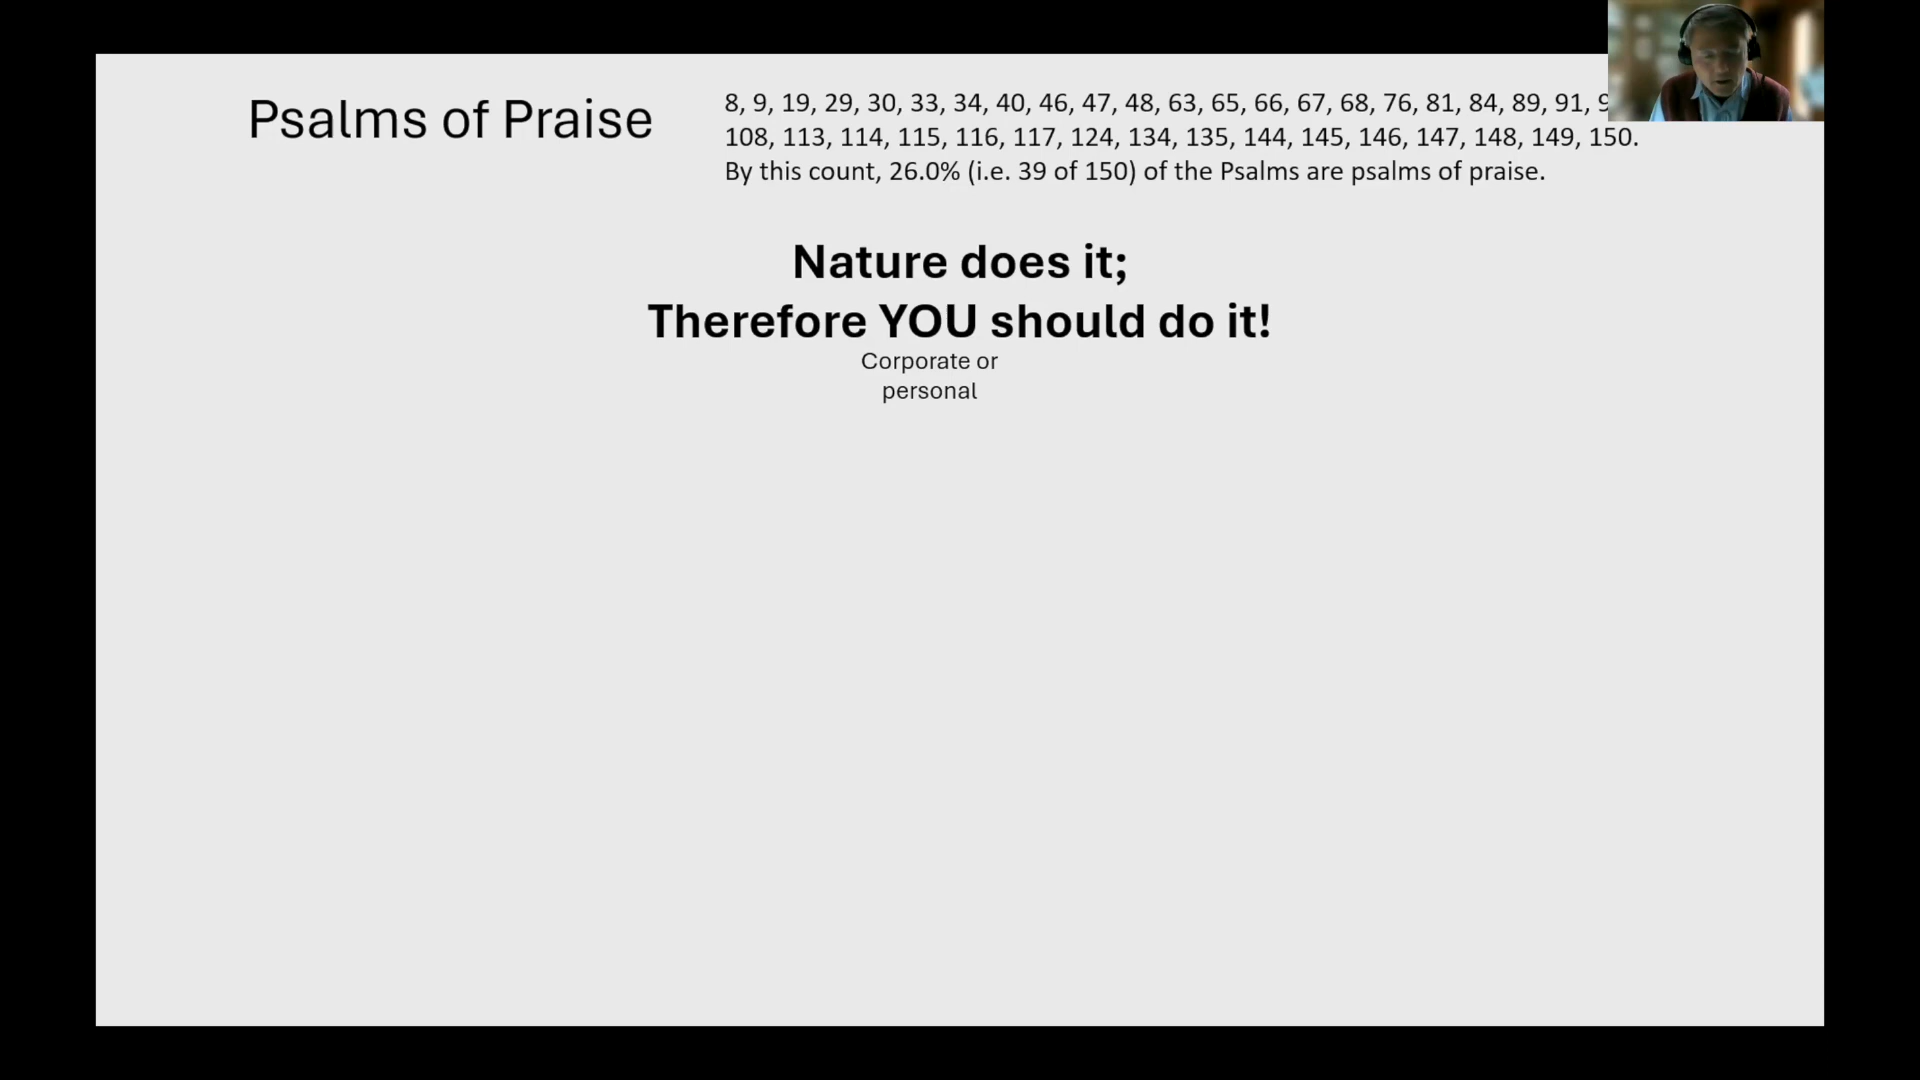 Psalms of Praise
8, 9, 19, 29, 30, 33, 34, 40, 46, 47, 48, 63, 65, 66, 67, 68, 76, 81, 84, 89, 91,
108, 113, 114, 115, 116, 117, 124, 134, 135, 144, 145, 146, 147, 148, 149, 150.
By this count, 26.0% (i.e. 39 of 150) of the Psalms are psalms of praise.
Nature does it;
Therefore YOU should do it!
Corporate or
personal